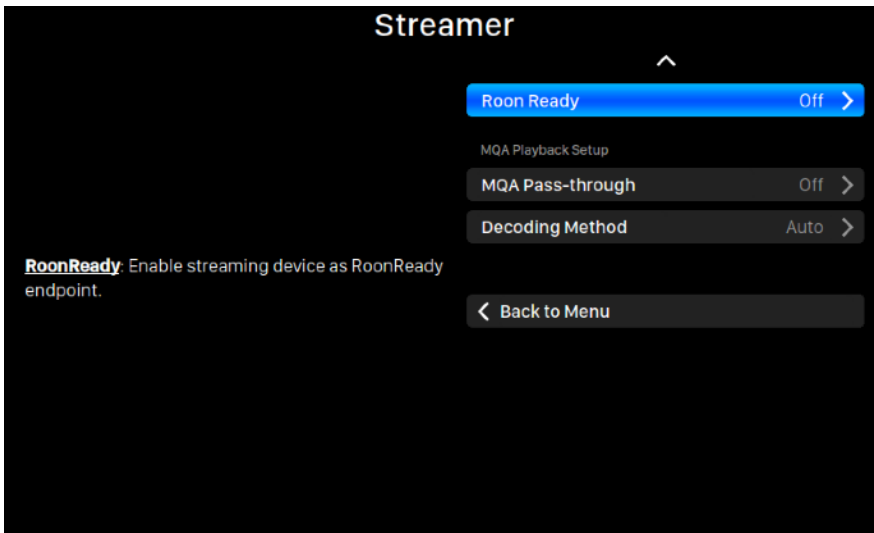 Streamer
Roon Ready Off
MQA Playback Setup
MQA Pass-through Off
Decoding Method Auto
RoonReady: Enable streaming device as RoonReady
endpoint.
Back to Menu